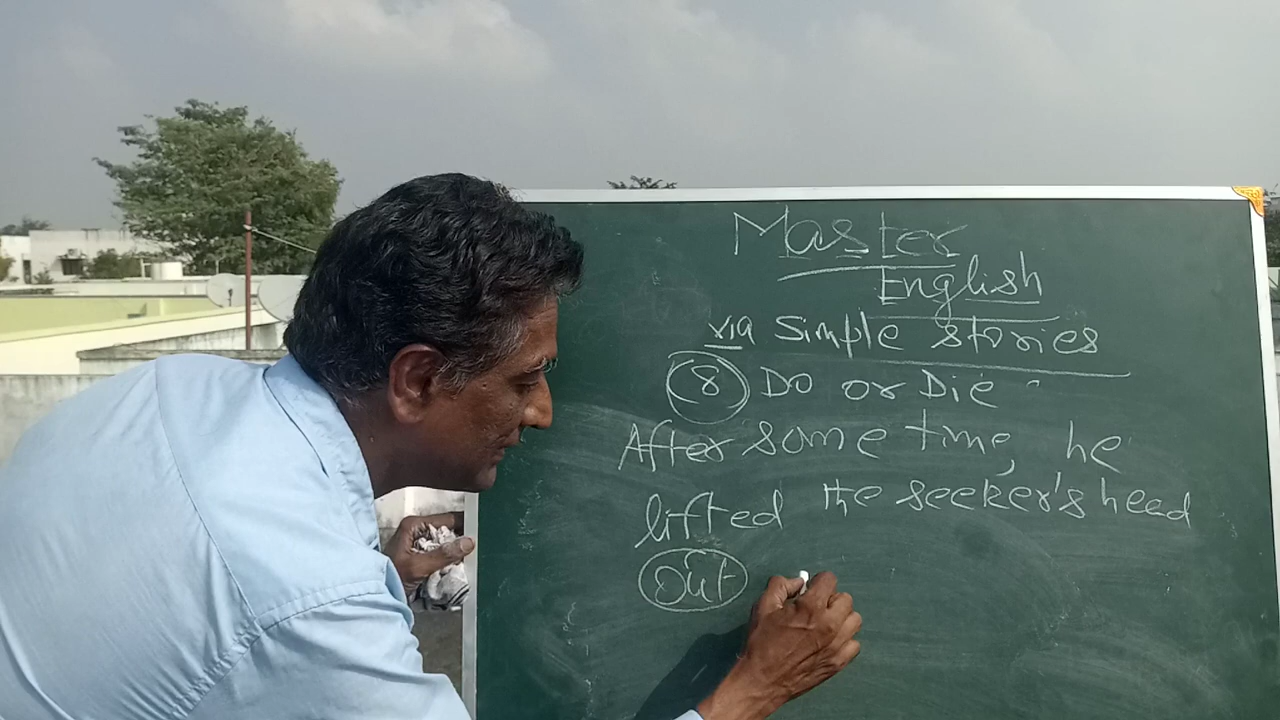 Master
English
via Simple stories
8 Do or Die
After some time, he
lifted the seeker's head
out